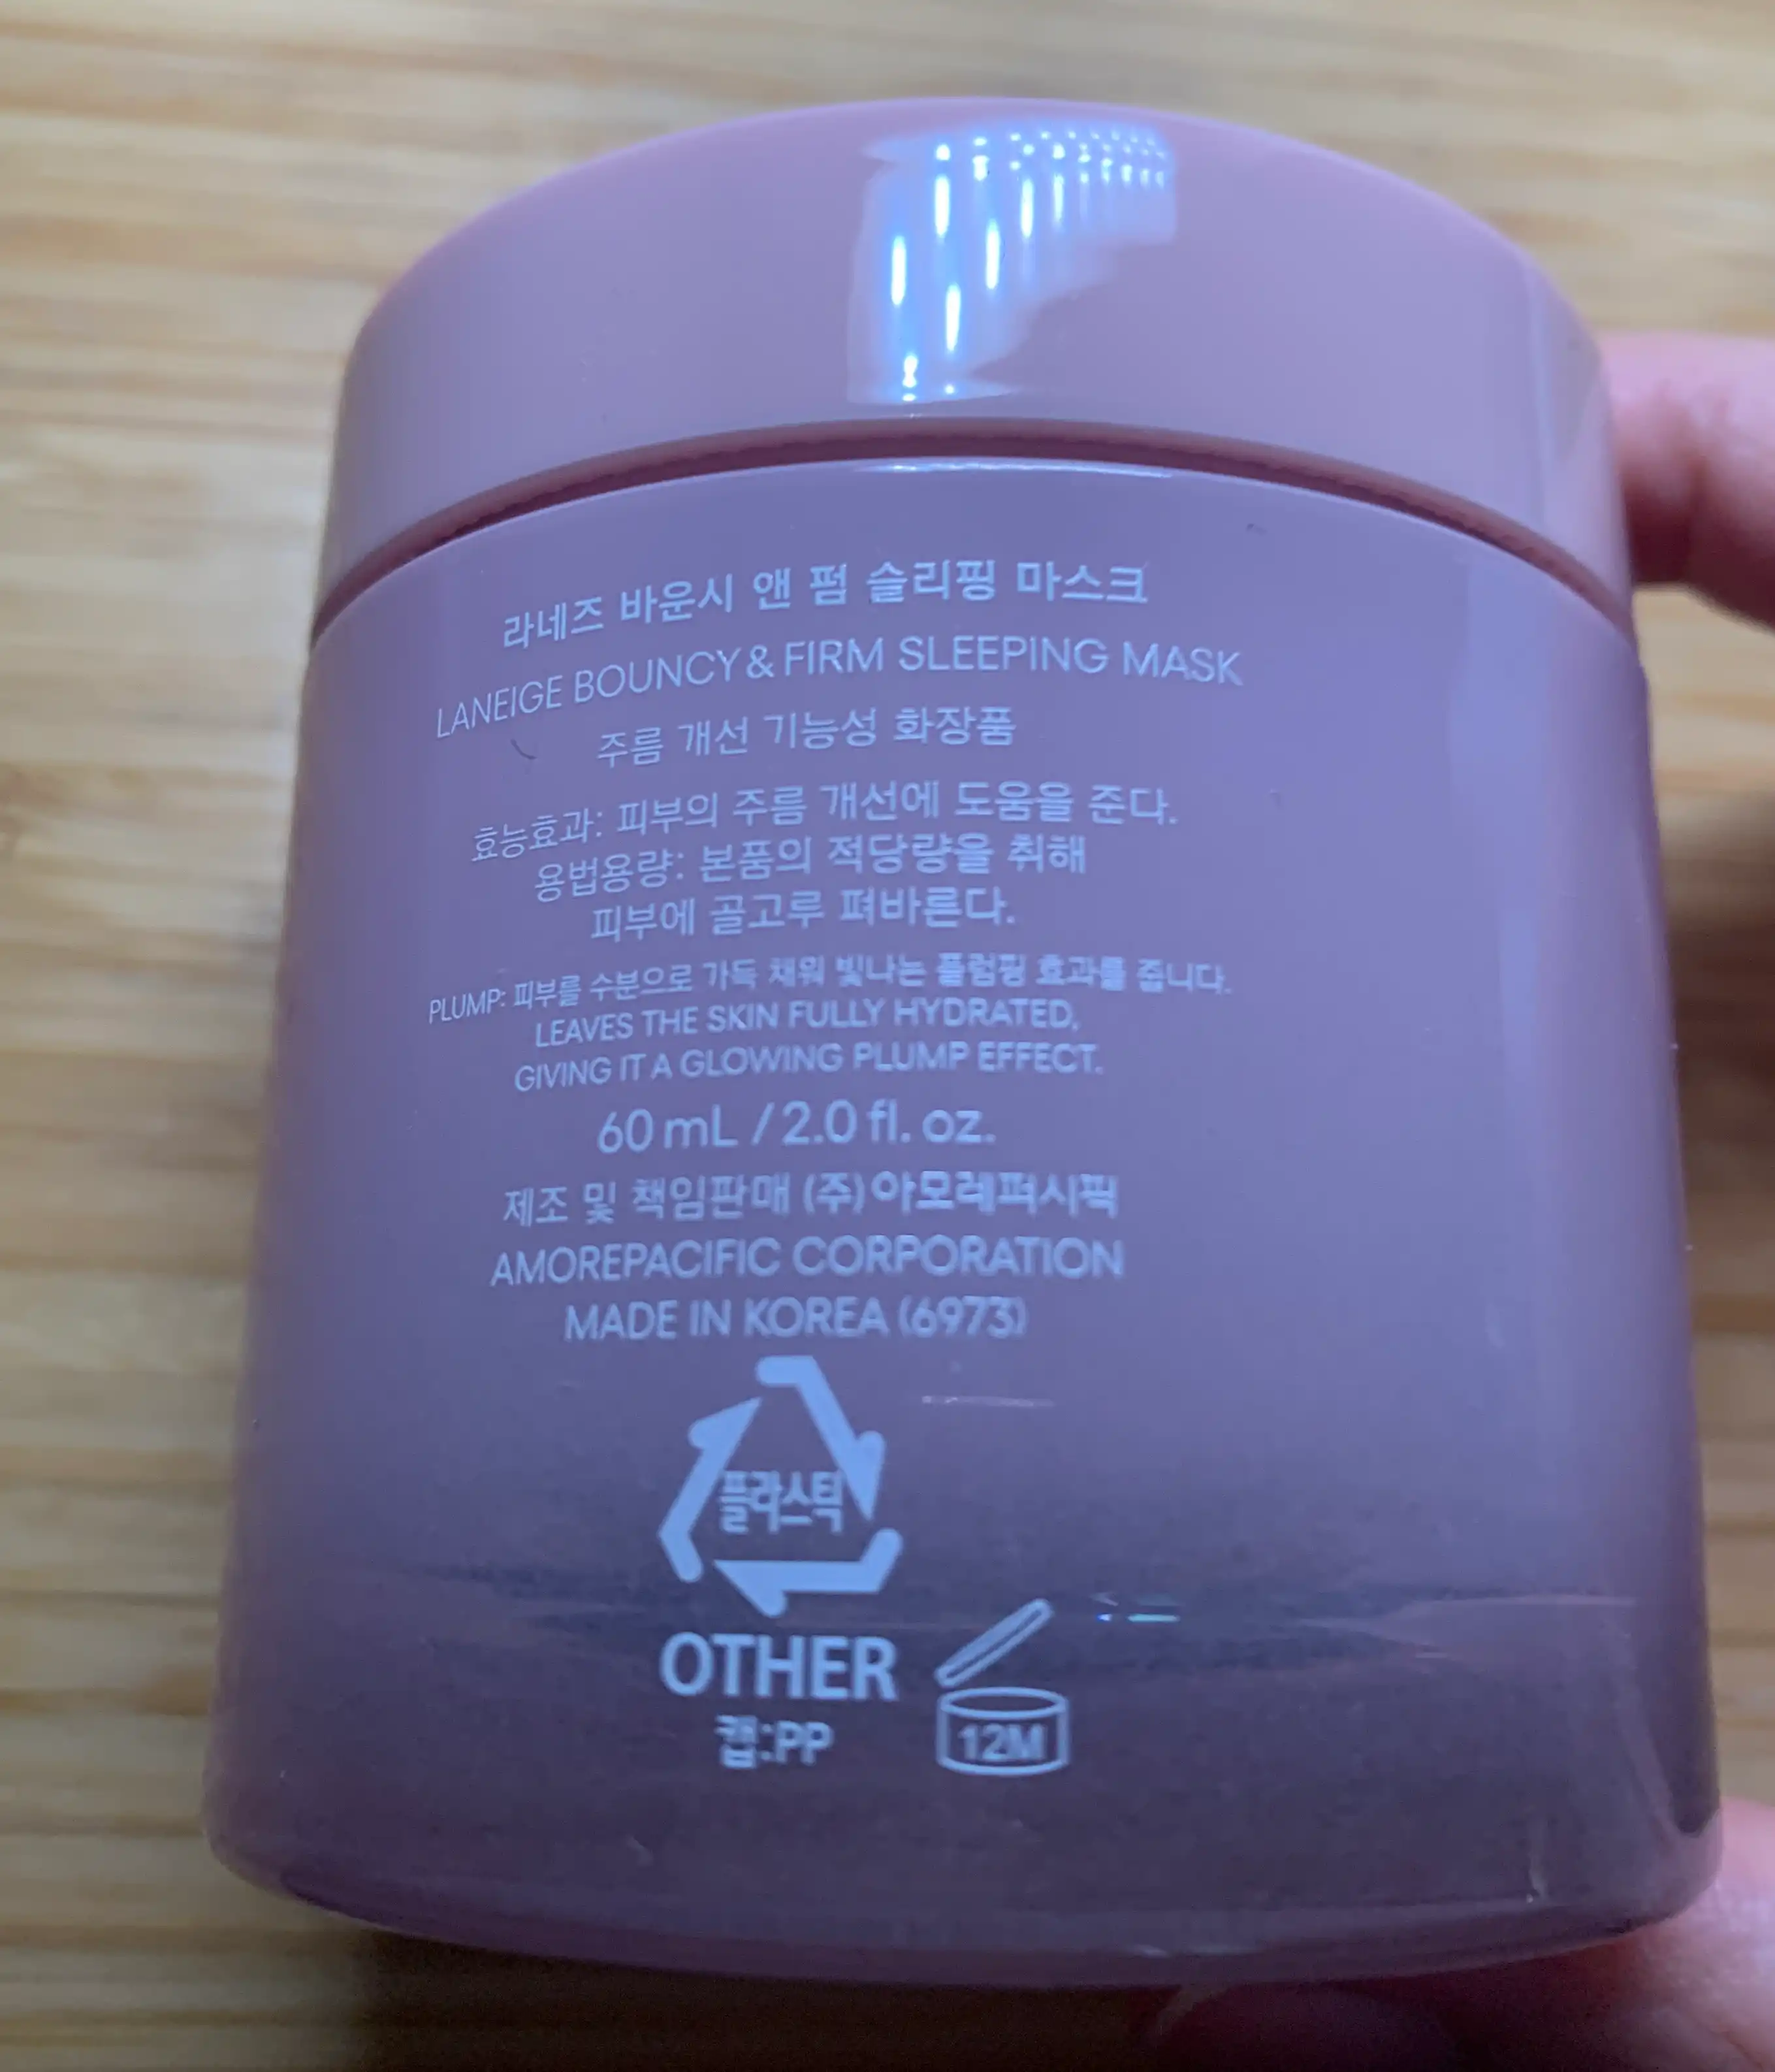 라네즈 바운시 앤 펌 슬리핑 마스크
LANEIGE BOUNCY & FIRM SLEEPING MASK
주름 개선 기능성 화장품
효능효과: 피부의 주름 개선에 도움을 준다.
용법용량: 본품의 적당량을 취해
피부에 골고루 펴바른다.
PLUMP: 피부를 수분으로 가득 채워 빛나는 플럼핑 효과를 줍니다.
LEAVES THE SKIN FULLY HYDRATED,
GIVING IT A GLOWING PLUMP EFFECT.
60 mL / 2.0 fl. oz.
제조 및 책임판매 (주)아모레퍼시픽
AMOREPACIFIC CORPORATION
MADE IN KOREA (6973)
플라스틱
OTHER
캡:PP
12M